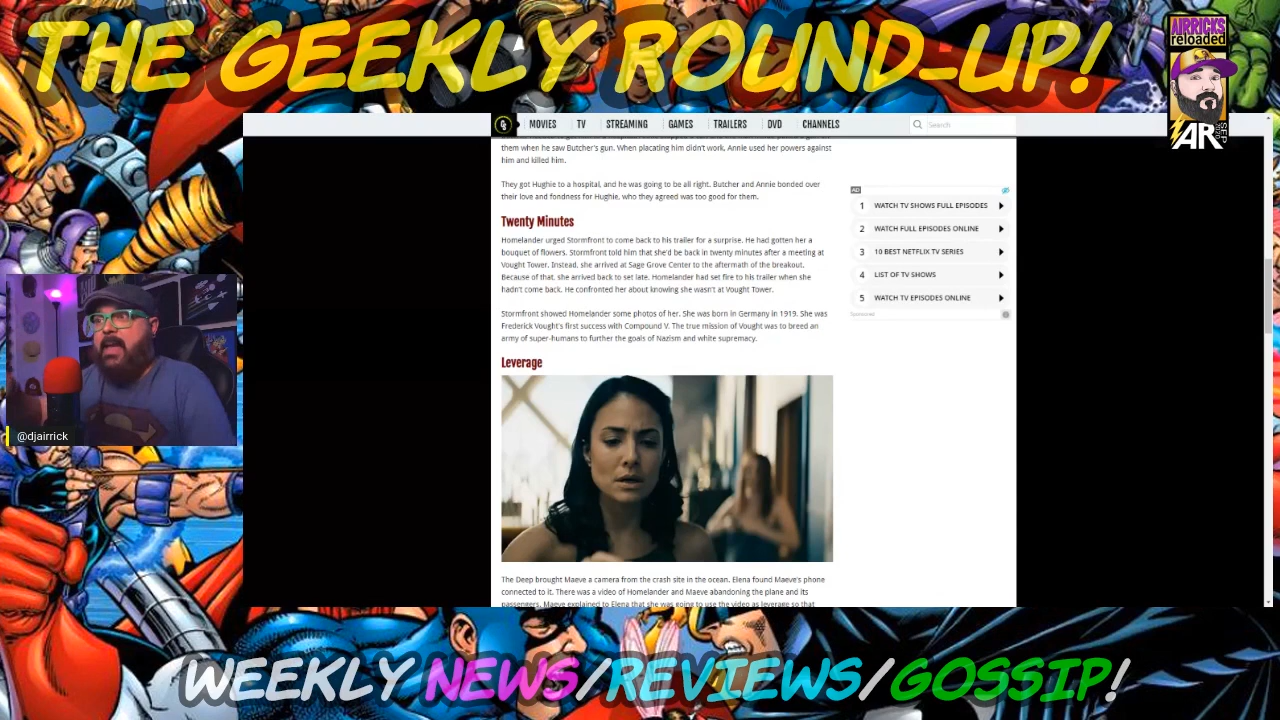 THE GEEKLY ROUND-UP!
AIRRICKS
reloaded
AR
MOVIES TV STREAMING GAMES TRAILERS DVD CHANNELS Search
them when he saw Butcher's gun. When placating him didn't work, Annie used her powers against
him and killed him.
They got Hughie to a hospital, and he was going to be all right. Butcher and Annie bonded over
their love and fondness for Hughie, who they agreed was too good for them.
Twenty Minutes
Homelander urged Stormfront to come back to his trailer for a surprise. He had gotten her a
bouquet of flowers. Stormfront told him that she'd be back in twenty minutes after a meeting at
Vought Tower. Instead, she arrived at Sage Grove Center to the aftermath of the breakout.
Because of that, she arrived back to set late. Homelander had set fire to his trailer when she
hadn't come back. He confronted her about knowing she wasn't at Vought Tower.
Stormfront showed Homelander some photos of her. She was born in Germany in 1919. She was
Frederick Vought's first success with Compound V. The true mission of Vought was to breed an
army of super-humans to further the goals of Nazism and white supremacy.
Leverage
The Deep brought Maeve a camera from the crash site in the ocean. Elena found Maeve's phone
connected to it. There was a video of Homelander and Maeve abandoning the plane and its
passengers. Maeve explained to Elena that she was going to use the video as leverage so that
AD
1 WATCH TV SHOWS FULL EPISODES
2 WATCH FULL EPISODES ONLINE
3 10 BEST NETFLIX TV SERIES
4 LIST OF TV SHOWS
5 WATCH TV EPISODES ONLINE
Sponsored
@djairrick
WEEKLY NEWS/REVIEWS/GOSSIP!